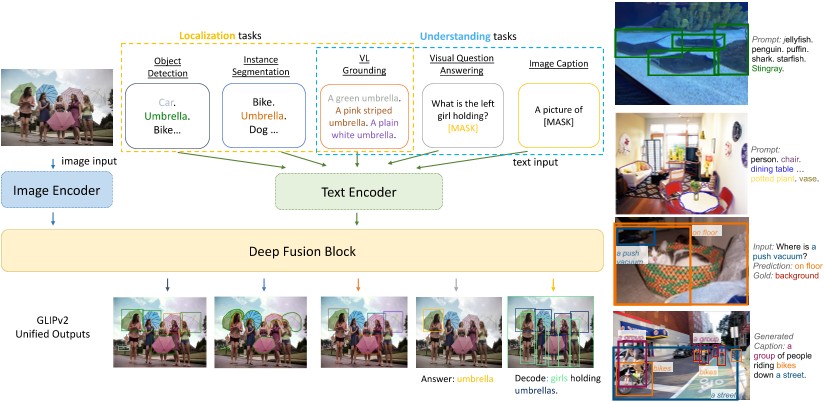 Localization tasks
Understanding tasks
Object
Detection
Instance
Segmentation
VL
Grounding
Visual Question
Answering
Image Caption
Car.
Umbrella.
Bike...
Bike.
Umbrella.
Dog ...
A green umbrella.
A pink striped
umbrella. A plain
white umbrella.
What is the left
girl holding?
[MASK]
A picture of
[MASK]
image input
text input
Image Encoder
Text Encoder
Deep Fusion Block
GLIPv2
Unified Outputs
Answer: umbrella
Decode: girls holding
umbrellas.
Prompt: jellyfish.
penguin. puffin.
shark. starfish.
Stingray.
Prompt:
person. chair.
dining table ...
potted plant. vase.
on floor
a push
vacuum
Input: Where is a
push vacuum?
Prediction: on floor
Gold: background
a group
a group
bikes
bikes
a street
Generated
Caption: a
group of people
riding bikes
down a street.